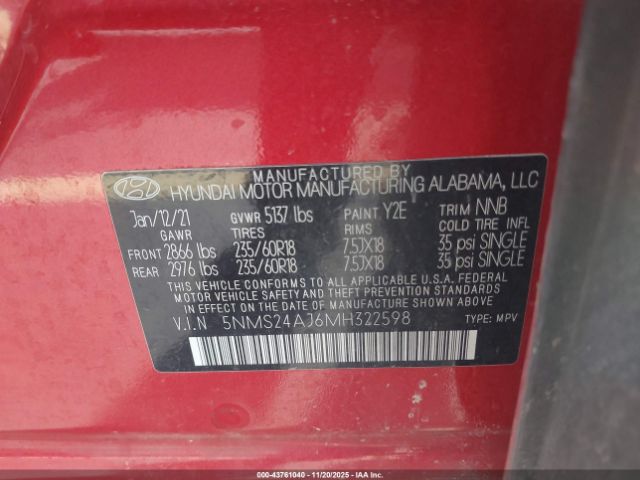 MANUFACTURED BY
HYUNDAI MOTOR MANUFACTURING ALABAMA, LLC
Jan/12/21 GVWR 5137 lbs PAINT Y2E TRIM NNB
GAWR TIRES RIMS COLD TIRE INFL
FRONT 2866 lbs 235/60R18 7.5JX18 35 psi SINGLE
REAR 2976 lbs 235/60R18 7.5JX18 35 psi SINGLE
THIS VEHICLE CONFORMS TO ALL APPLICABLE U.S.A. FEDERAL
MOTOR VEHICLE SAFETY AND THEFT PREVENTION STANDARDS
IN EFFECT ON THE DATE OF MANUFACTURE SHOWN ABOVE.
V.I.N 5NMS24AJ6MH322598
TYPE: MPV
000-43761040 - 11/20/2025 - IAAI.COM